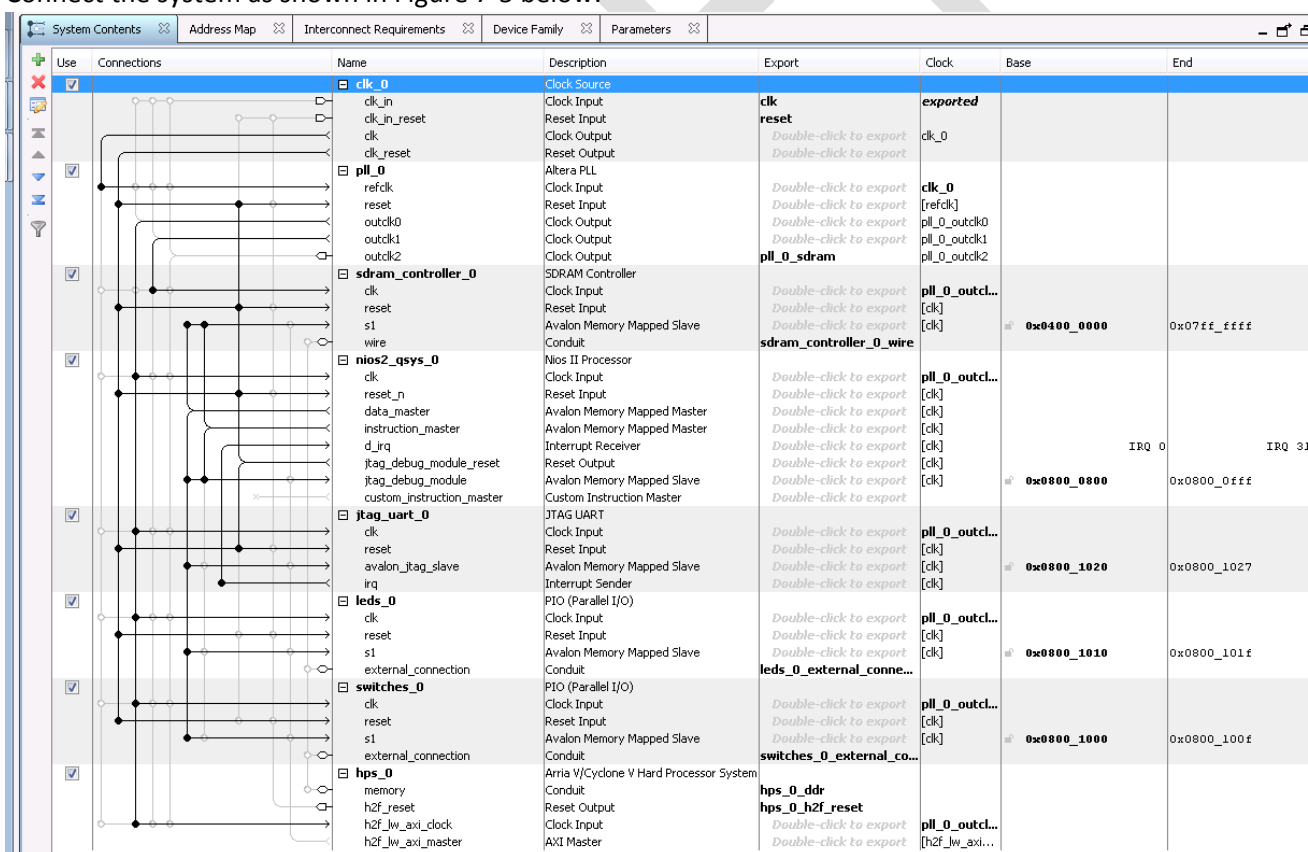 Connect the system as shown in Figure 7-5 below.
System Contents Address Map Interconnect Requirements Device Family Parameters
Use Connections Name Description Export Clock Base End
clk_0 Clock Source
clk_in Clock Input clk exported
clk_in_reset Reset Input reset
clk Clock Output Double-click to export clk_0
clk_reset Reset Output Double-click to export
pll_0 Altera PLL
refclk Clock Input Double-click to export clk_0
reset Reset Input Double-click to export [refclk]
outclk0 Clock Output Double-click to export pll_0_outclk0
outclk1 Clock Output Double-click to export pll_0_outclk1
outclk2 Clock Output pll_0_sdram pll_0_outclk2
sdram_controller_0 SDRAM Controller
clk Clock Input Double-click to export pll_0_outcl...
reset Reset Input Double-click to export [clk]
s1 Avalon Memory Mapped Slave Double-click to export [clk] 0x0400_0000 0x07ff_ffff
wire Conduit sdram_controller_0_wire
nios2_qsys_0 Nios II Processor
clk Clock Input Double-click to export pll_0_outcl...
reset_n Reset Input Double-click to export [clk]
data_master Avalon Memory Mapped Master Double-click to export [clk]
instruction_master Avalon Memory Mapped Master Double-click to export [clk]
d_irq Interrupt Receiver Double-click to export [clk] IRQ 0 IRQ 31
jtag_debug_module_reset Reset Output Double-click to export [clk]
jtag_debug_module Avalon Memory Mapped Slave Double-click to export [clk] 0x0800_0800 0x0800_0fff
custom_instruction_master Custom Instruction Master Double-click to export
jtag_uart_0 JTAG UART
clk Clock Input Double-click to export pll_0_outcl...
reset Reset Input Double-click to export [clk]
avalon_jtag_slave Avalon Memory Mapped Slave Double-click to export [clk] 0x0800_1020 0x0800_1027
irq Interrupt Sender Double-click to export [clk]
leds_0 PIO (Parallel I/O)
clk Clock Input Double-click to export pll_0_outcl...
reset Reset Input Double-click to export [clk]
s1 Avalon Memory Mapped Slave Double-click to export [clk] 0x0800_1010 0x0800_101f
external_connection Conduit leds_0_external_conne...
switches_0 PIO (Parallel I/O)
clk Clock Input Double-click to export pll_0_outcl...
reset Reset Input Double-click to export [clk]
s1 Avalon Memory Mapped Slave Double-click to export [clk] 0x0800_1000 0x0800_100f
external_connection Conduit switches_0_external_co...
hps_0 Arria V/Cyclone V Hard Processor System
memory Conduit hps_0_ddr
h2f_reset Reset Output hps_0_h2f_reset
h2f_lw_axi_clock Clock Input Double-click to export pll_0_outcl...
h2f_lw_axi_master AXI Master Double-click to export [h2f_lw_axi...